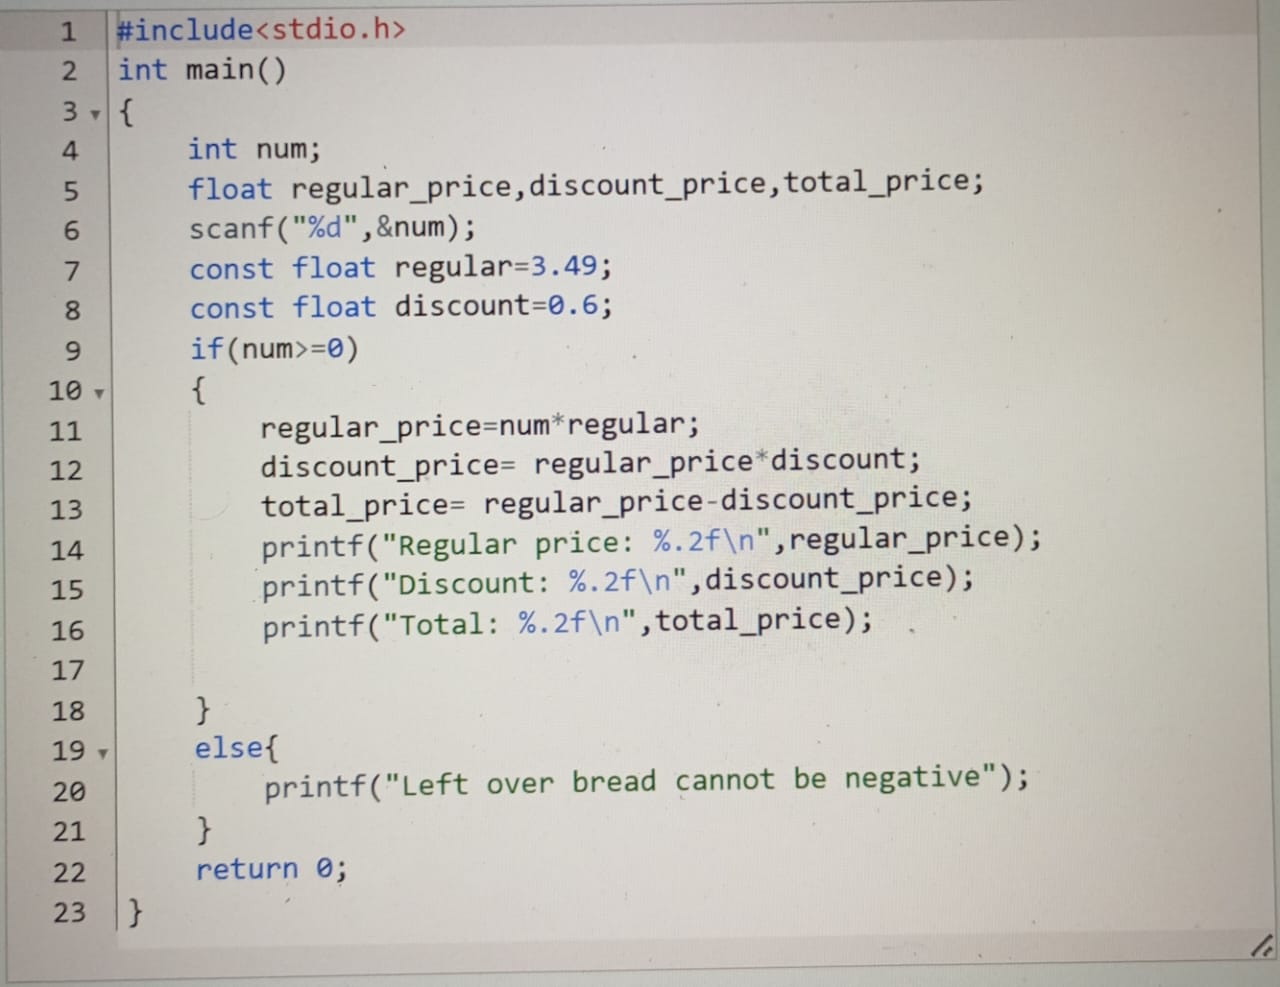 1 #include<stdio.h>
2 int main()
3 {
4     int num;
5     float regular_price,discount_price,total_price;
6     scanf("%d",&num);
7     const float regular=3.49;
8     const float discount=0.6;
9     if(num>=0)
10     {
11         regular_price=num*regular;
12         discount_price= regular_price*discount;
13         total_price= regular_price-discount_price;
14         printf("Regular price: %.2f\n",regular_price);
15         printf("Discount: %.2f\n",discount_price);
16         printf("Total: %.2f\n",total_price);
17
18     }
19     else{
20         printf("Left over bread cannot be negative");
21     }
22     return 0;
23 }